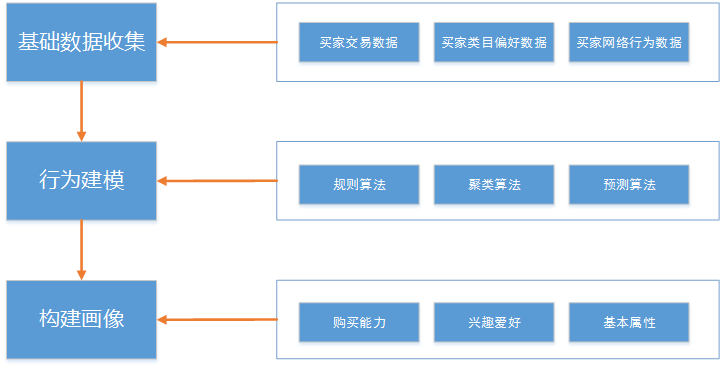 基础数据收集
买家交易数据
买家类目偏好数据
买家网络行为数据
行为建模
规则算法
聚类算法
预测算法
构建画像
购买能力
兴趣爱好
基本属性